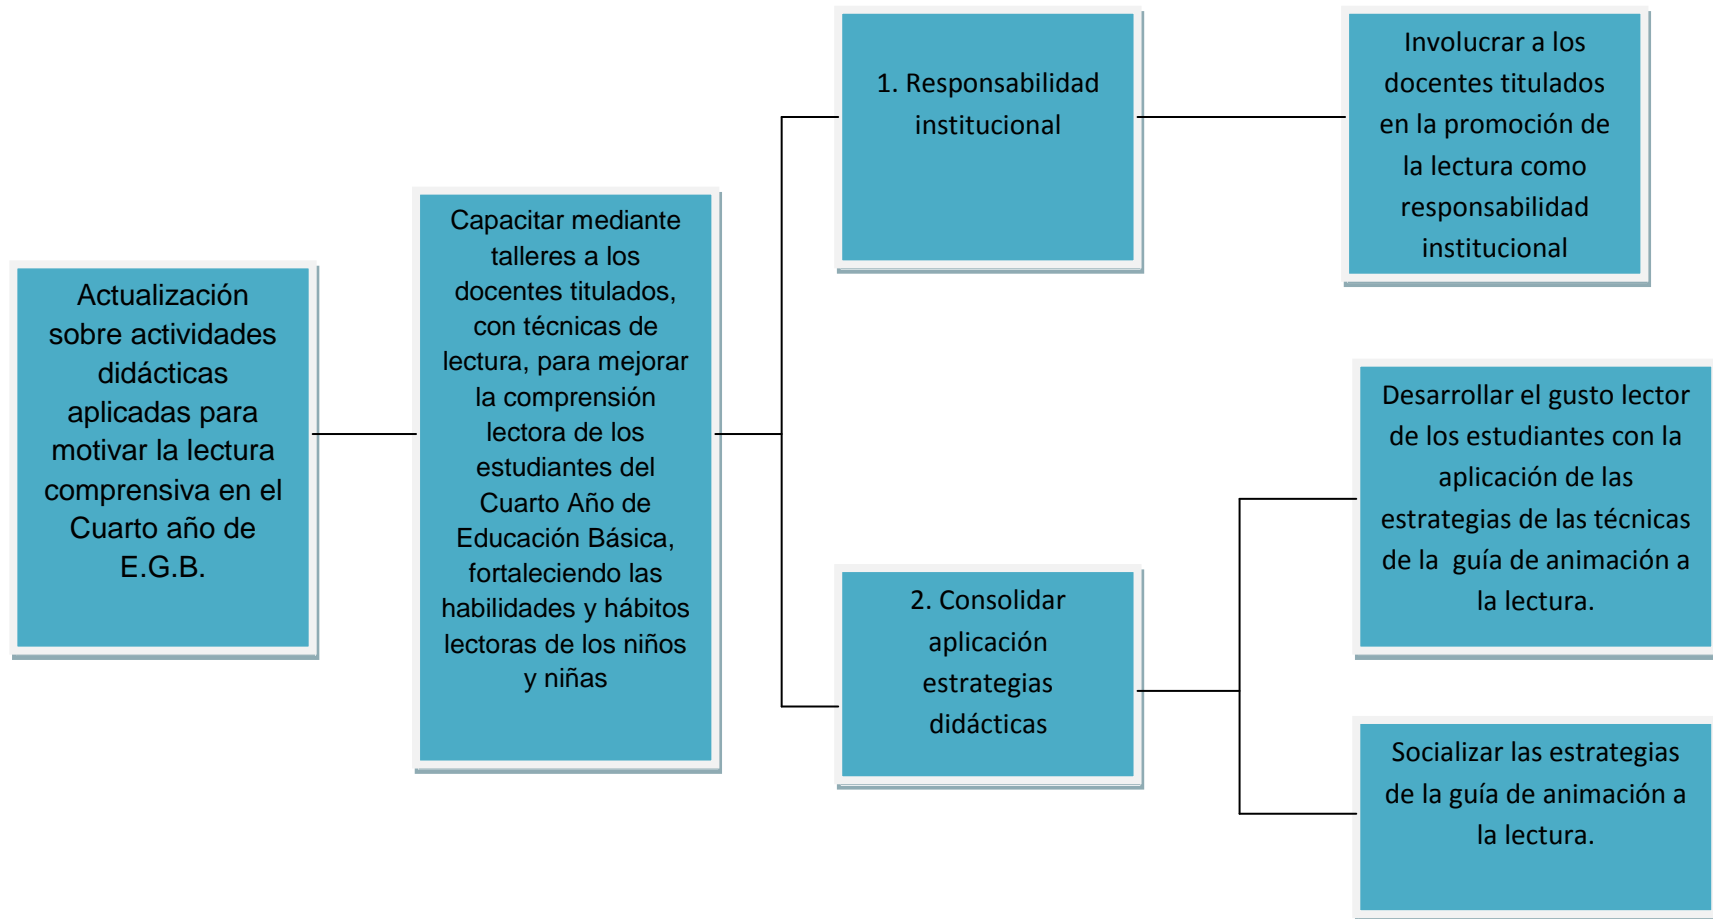 Actualización
sobre actividades
didácticas
aplicadas para
motivar la lectura
comprensiva en el
Cuarto año de
E.G.B.
Capacitar mediante
talleres a los
docentes titulados,
con técnicas de
lectura, para mejorar
la comprensión
lectora de los
estudiantes del
Cuarto Año de
Educación Básica,
fortaleciendo las
habilidades y hábitos
lectoras de los niños
y niñas
1. Responsabilidad
institucional
Involucrar a los
docentes titulados
en la promoción de
la lectura como
responsabilidad
institucional
2. Consolidar
aplicación
estrategias
didácticas
Desarrollar el gusto lector
de los estudiantes con la
aplicación de las
estrategias de las técnicas
de la guía de animación a
la lectura.
Socializar las estrategias
de la guía de animación a
la lectura.